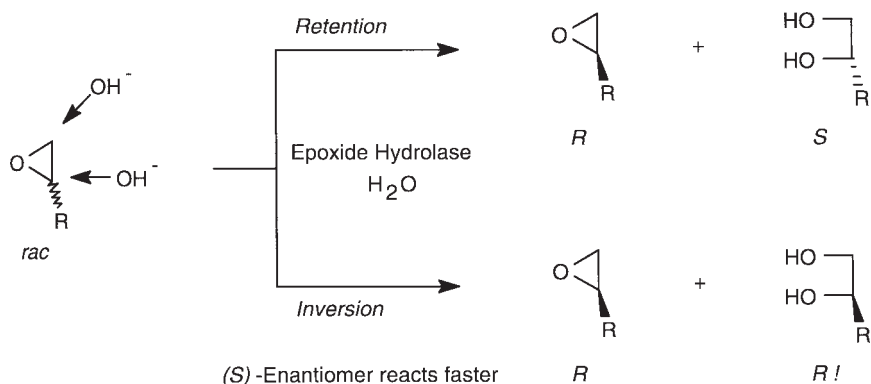 Retention
OH -
O
OH -
R
rac
O
R
R
+
HO
HO
R
S
Epoxide Hydrolase
H2O
Inversion
O
R
R
+
HO
HO
R
R !
(S) -Enantiomer reacts faster